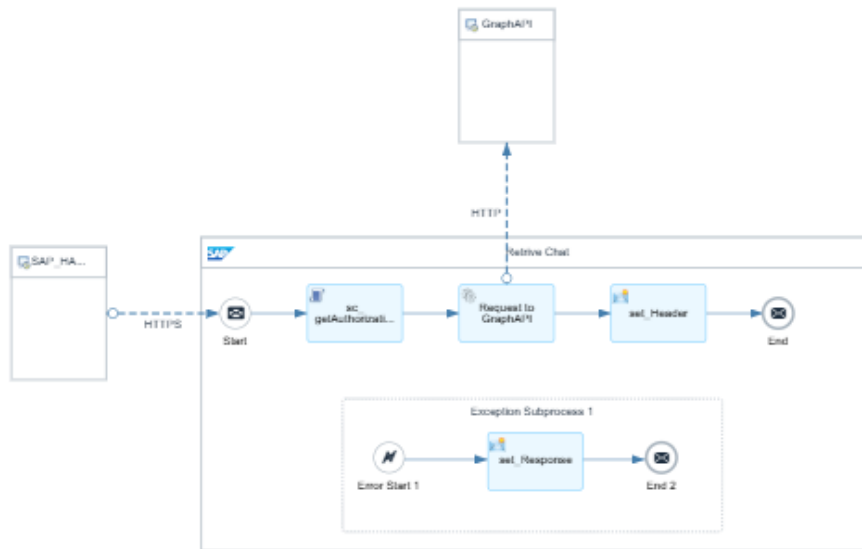 GraphAPI
HTTP
SAP_HA...
SAP
Retrive Chat
HTTPS
Start
sc_
getAuthorizati...
Request to
GraphAPI
set_Header
End
Exception Subprocess 1
Error Start 1
set_Response
End 2